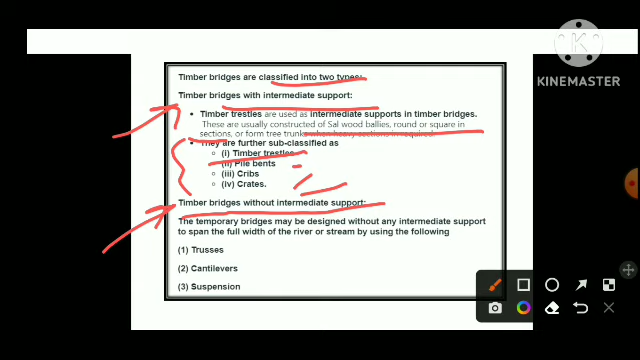 KINEMASTER
Timber bridges are classified into two types:
Timber bridges with intermediate support:
Timber trestles are used as intermediate supports in timber bridges.
These are usually constructed of Sal wood ballies, round or square in
sections, or form tree trunks when heavy sections in required.
They are further sub-classified as
(i) Timber trestles
(ii) Pile bents
(iii) Cribs
(iv) Crates.
Timber bridges without intermediate support:
The temporary bridges may be designed without any intermediate support
to span the full width of the river or stream by using the following
(1) Trusses
(2) Cantilevers
(3) Suspension